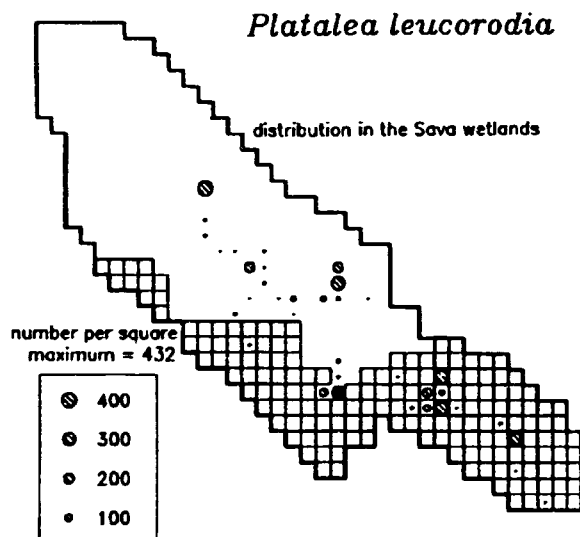 Platalea leucorodia
distribution in the Sava wetlands
number per square
maximum = 432
400
300
200
100